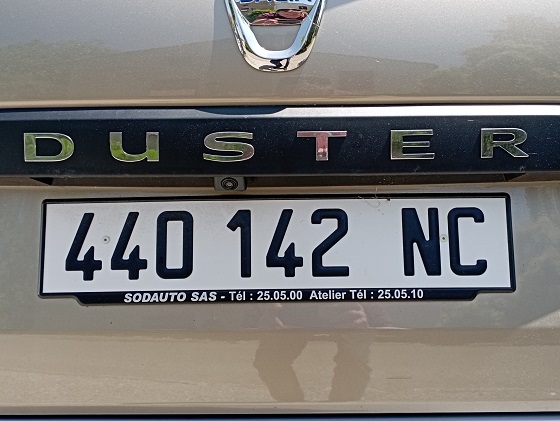 DUSTER
440 142 NC
SODAUTO SAS - Tél : 25.05.00 Atelier Tél : 25.05.10